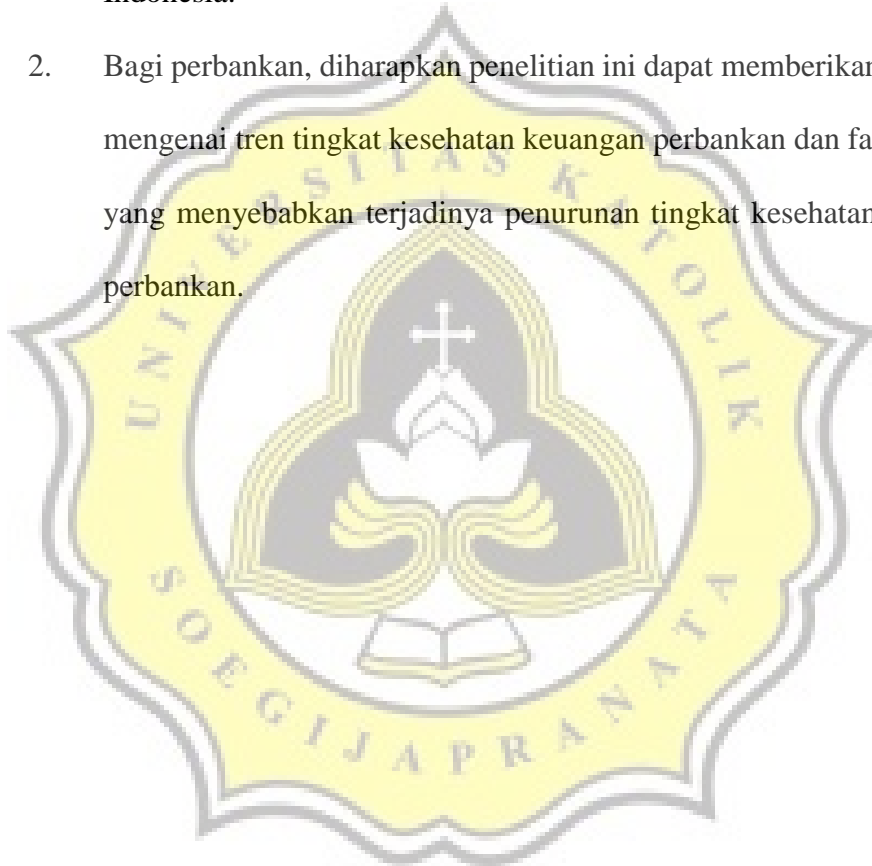 Indonesia.
2. Bagi perbankan, diharapkan penelitian ini dapat memberikan
mengenai tren tingkat kesehatan keuangan perbankan dan fa
yang menyebabkan terjadinya penurunan tingkat kesehatan
perbankan.
UNIVERSITAS KATOLIK
SOEGIJAPRANATA